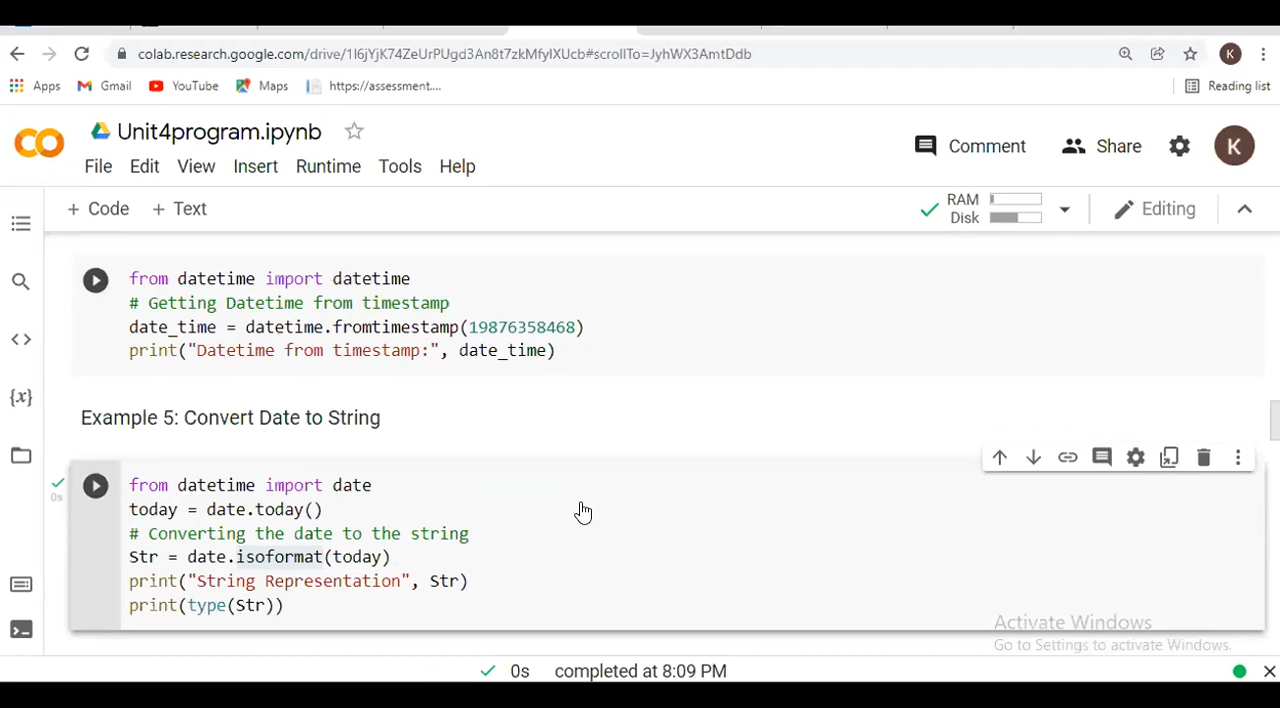 colab.research.google.com/drive/1I6jYjK74ZeUrPUgd3An8t7zkMfyIXUcb#scrollTo=JyhWX3AmtDdb
K
Apps Gmail YouTube Maps https://assessment.... Reading list
CO Unit4program.ipynb
Comment Share K
File Edit View Insert Runtime Tools Help
+ Code + Text RAM Disk Editing
from datetime import datetime
# Getting Datetime from timestamp
date_time = datetime.fromtimestamp(19876358468)
print("Datetime from timestamp:", date_time)
Example 5: Convert Date to String
0s
from datetime import date
today = date.today()
# Converting the date to the string
Str = date.isoformat(today)
print("String Representation", Str)
print(type(Str))
{x}
Activate Windows
Go to Settings to activate Windows.
0s completed at 8:09 PM